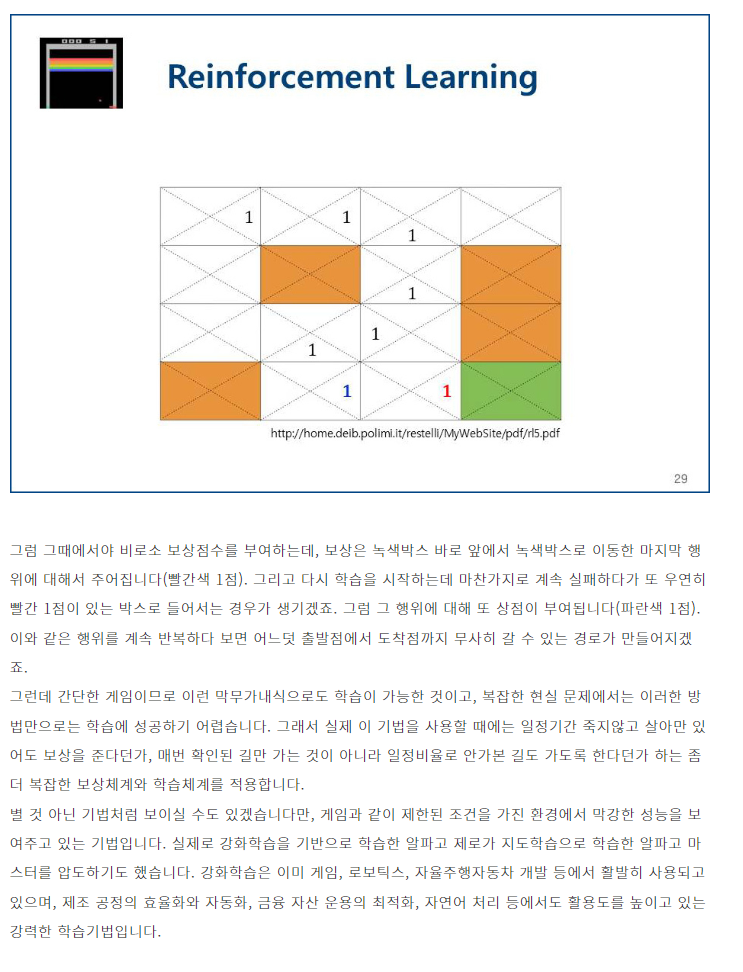 000 5 1
Reinforcement Learning
1
1
1
1
1
1
1
1
http://home.deib.polimi.it/restelli/MyWebSite/pdf/rl5.pdf
29
그럼 그때에서야 비로소 보상점수를 부여하는데, 보상은 녹색박스 바로 앞에서 녹색박스로 이동한 마지막 행
위에 대해서 주어집니다(빨간색 1점). 그리고 다시 학습을 시작하는데 마찬가지로 계속 실패하다가 또 우연히
빨간 1점이 있는 박스로 들어서는 경우가 생기겠죠. 그럼 그 행위에 대해 또 상점이 부여됩니다(파란색 1점).
이와 같은 행위를 계속 반복하다 보면 어느덧 출발점에서 도착점까지 무사히 갈 수 있는 경로가 만들어지겠
죠.
그런데 간단한 게임이므로 이런 막무가내식으로도 학습이 가능한 것이고, 복잡한 현실 문제에서는 이러한 방
법만으로는 학습에 성공하기 어렵습니다. 그래서 실제 이 기법을 사용할 때에는 일정기간 죽지않고 살아만 있
어도 보상을 준다던가, 매번 확인된 길만 가는 것이 아니라 일정비율로 안가본 길도 가도록 한다던가 하는 좀
더 복잡한 보상체계와 학습체계를 적용합니다.
별 것 아닌 기법처럼 보이실 수도 있겠습니다만, 게임과 같이 제한된 조건을 가진 환경에서 막강한 성능을 보
여주고 있는 기법입니다. 실제로 강화학습을 기반으로 학습한 알파고 제로가 지도학습으로 학습한 알파고 마
스터를 압도하기도 했습니다. 강화학습은 이미 게임, 로보틱스, 자율주행자동차 개발 등에서 활발히 사용되고
있으며, 제조 공정의 효율화와 자동화, 금융 자산 운용의 최적화, 자연어 처리 등에서도 활용도를 높이고 있는
강력한 학습기법입니다.